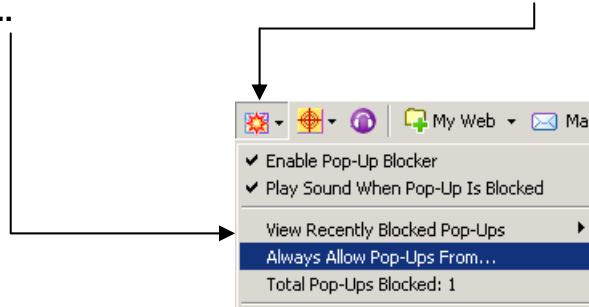 ..
My Web
Ma
Enable Pop-Up Blocker
Play Sound When Pop-Up Is Blocked
View Recently Blocked Pop-Ups
Always Allow Pop-Ups From...
Total Pop-Ups Blocked: 1